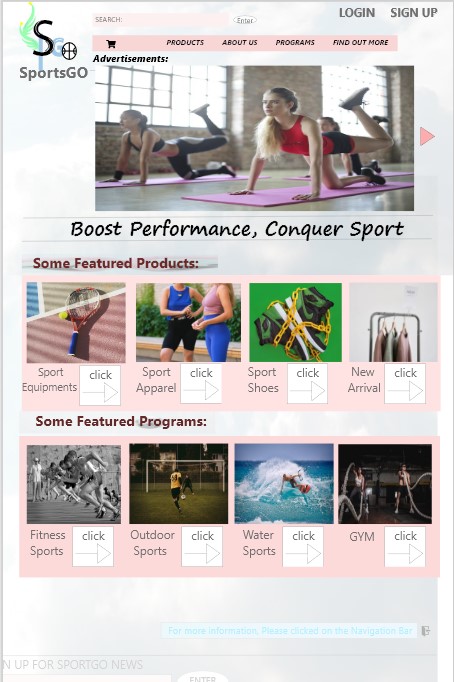 LOGIN SIGN UP
SEARCH: Enter
PRODUCTS ABOUT US PROGRAMS FIND OUT MORE
S
GO
SportsGO
Advertisements:
Boost Performance, Conquer Sport
Some Featured Products:
Sport Equipments click
Sport Apparel click
Sport Shoes click
New Arrival click
Some Featured Programs:
Fitness Sports click
Outdoor Sports click
Water Sports click
GYM click
For more information, Please clicked on the Navigation Bar
N UP FOR SPORTGO NEWS
ENTER